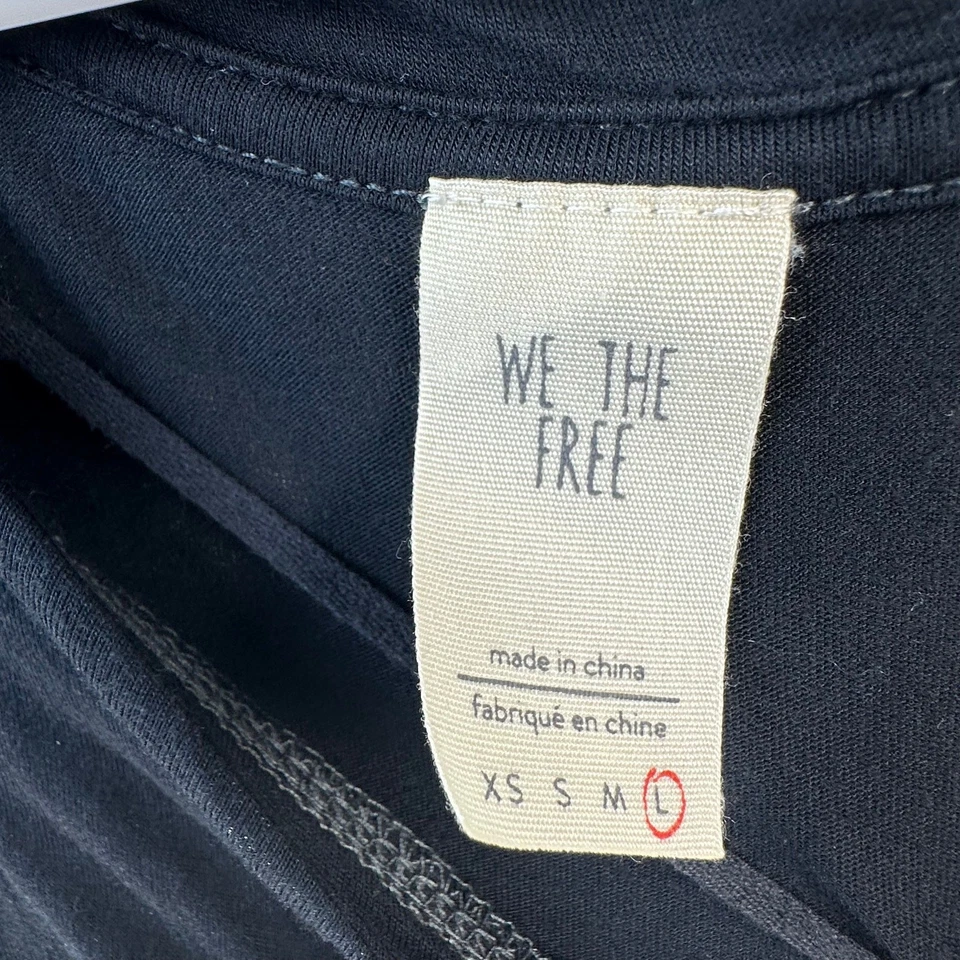 WE THE
FREE
made in china
fabriqué en chine
XS S M L